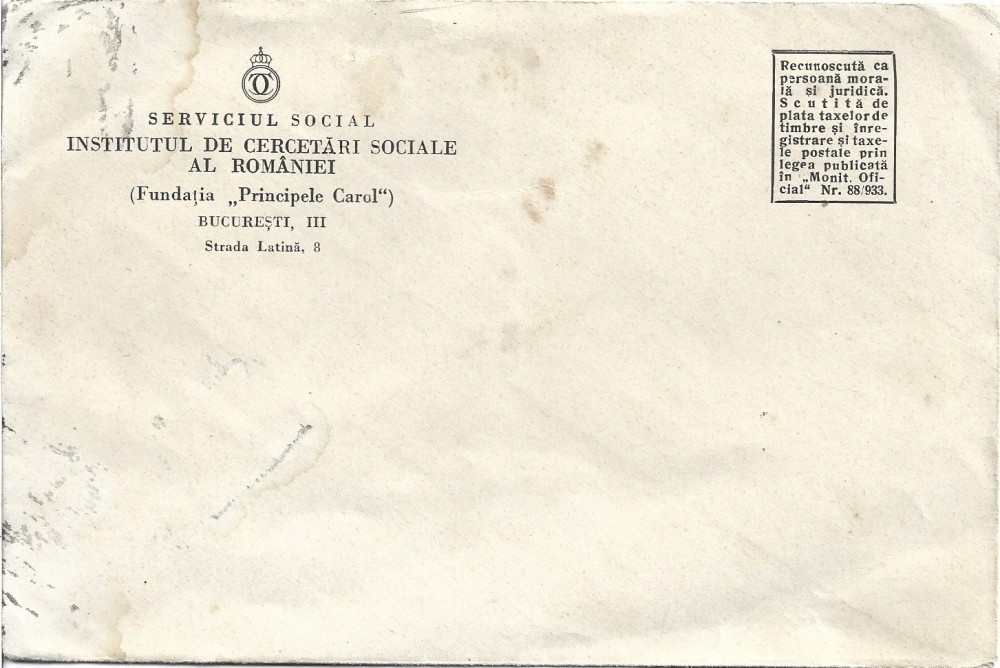 SERVICIUL SOCIAL
INSTITUTUL DE CERCETĂRI SOCIALE
AL ROMÂNIEI
(Fundația „Principele Carol“)
BUCUREȘTI, III
Strada Latină, 8
Recunoscută ca
persoană mora-
lă și juridică.
Scutită de
plata taxelor de
timbre și înre-
gistrare și taxe-
le postale prin
legea publicată
în „Monit. Ofi-
cial“ Nr. 88/933.